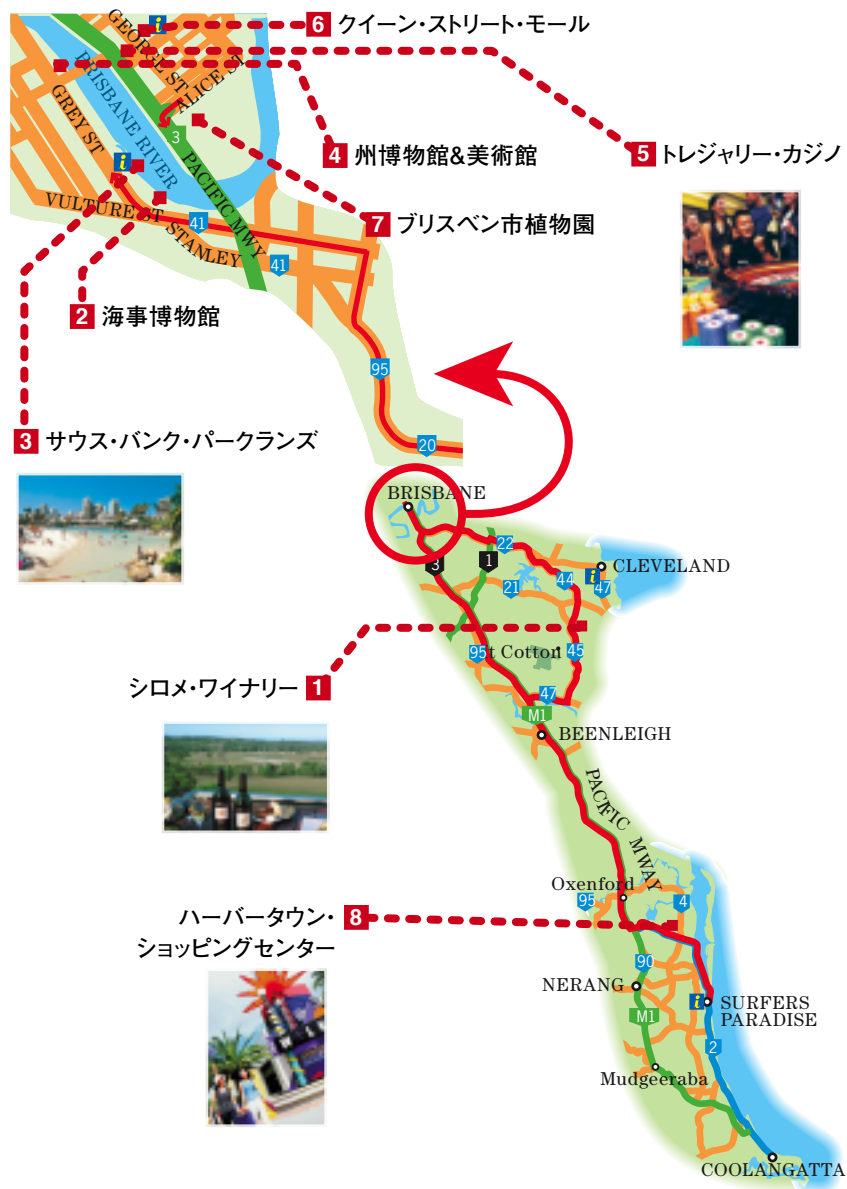 6 クイーン・ストリート・モール
i
GEORGE ST
ALICE ST
BRISBANE RIVER
GREY ST
3
PACIFIC MWY
4 州博物館&美術館
5 トレジャリー・カジノ
i
VULTURE ST
41
STANLEY
41
7 ブリスベン市植物園
2 海事博物館
95
3 サウス・バンク・パークランズ
20
BRISBANE
22
3
1
CLEVELAND
i
44
47
21
95
t Cotton
45
シロメ・ワイナリー 1
47
M1
BEENLEIGH
PACIFIC MWAY
Oxenford
95
4
ハーバータウン・ 8
ショッピングセンター
90
NERANG
i
SURFERS
PARADISE
M1
2
Mudgeeraba
COOLANGATTA